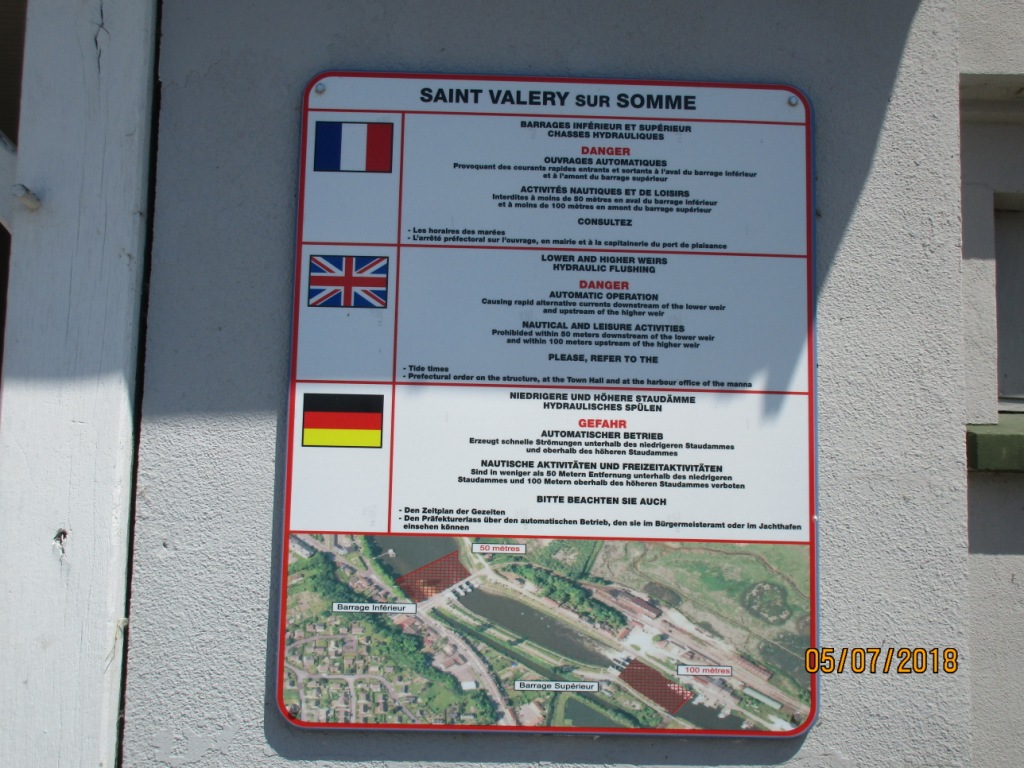 SAINT VALERY SUR SOMME
BARRAGES INFÉRIEUR ET SUPÉRIEUR
CHASSES HYDRAULIQUES
DANGER
OUVRAGES AUTOMATIQUES
Provoquant des courants rapides entrants et sortants à l'aval du barrage inférieur
et à l'amont du barrage supérieur
ACTIVITÉS NAUTIQUES ET DE LOISIRS
Interdites à moins de 50 mètres en aval du barrage inférieur
et à moins de 100 mètres en amont du barrage supérieur
CONSULTEZ
- Les horaires des marées
- L'arrêté préfectoral sur l'ouvrage, en mairie et à la capitainerie du port de plaisance
LOWER AND HIGHER WEIRS
HYDRAULIC FLUSHING
DANGER
AUTOMATIC OPERATION
Causing rapid alternative currents downstream of the lower weir
and upstream of the higher weir
NAUTICAL AND LEISURE ACTIVITIES
Prohibided within 50 meters downstream of the lower weir
and within 100 meters upstream of the higher weir
PLEASE, REFER TO THE
- Tide times
- Prefectural order on the structure, at the Town Hall and at the harbour office of the manna
NIEDRIGERE UND HÖHERE STAUDÄMME
HYDRAULISCHES SPÜLEN
GEFAHR
AUTOMATISCHER BETRIEB
Erzeugt schnelle Strömungen unterhalb des niedrigeren Staudammes
und oberhalb des höheren Staudammes
NAUTISCHE AKTIVITÄTEN UND FREIZEITAKTIVITÄTEN
Sind in weniger als 50 Metern Entfernung unterhalb des niedrigeren
Staudammes und 100 Metern oberhalb des höheren Staudammes verboten
BITTE BEACHTEN SIE AUCH
- Den Zeitplan der Gezeiten
- Den Präfekturerlass über den automatischen Betrieb, den sie im Bürgermeisteramt oder im Jachthafen
einsehen können
50 mètres
Barrage Inférieur
100 mètres
Barrage Supérieur
05/07/2018